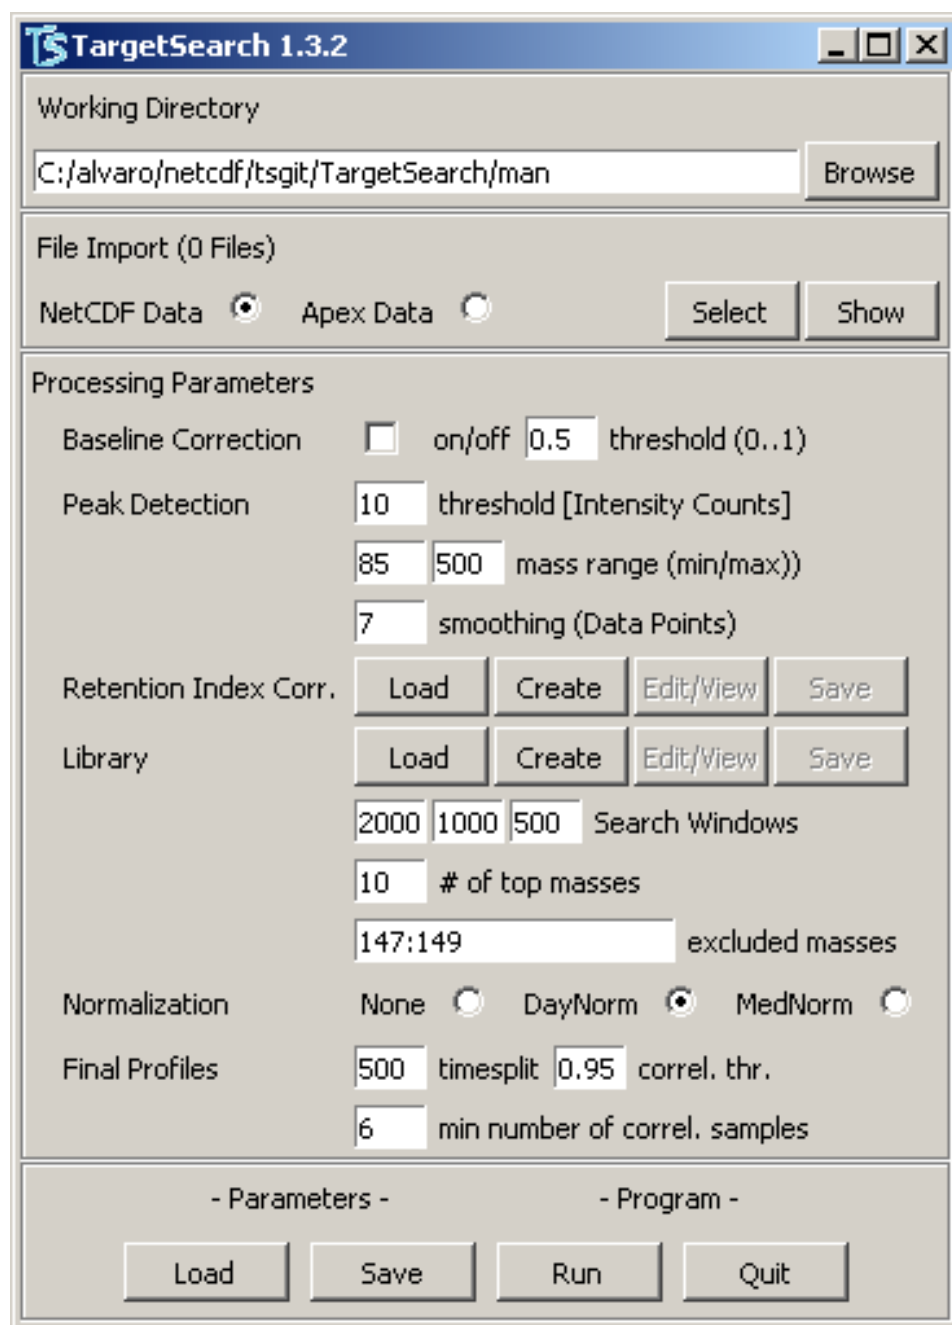 TS TargetSearch 1.3.2
Working Directory
C:/alvaro/netcdf/tsgit/TargetSearch/man Browse
File Import (0 Files)
NetCDF Data Apex Data Select Show
Processing Parameters
Baseline Correction on/off 0.5 threshold (0..1)
Peak Detection 10 threshold [Intensity Counts]
85 500 mass range (min/max))
7 smoothing (Data Points)
Retention Index Corr. Load Create Edit/View Save
Library Load Create Edit/View Save
2000 1000 500 Search Windows
10 # of top masses
147:149 excluded masses
Normalization None DayNorm MedNorm
Final Profiles 500 timesplit 0.95 correl. thr.
6 min number of correl. samples
- Parameters - - Program -
Load Save Run Quit